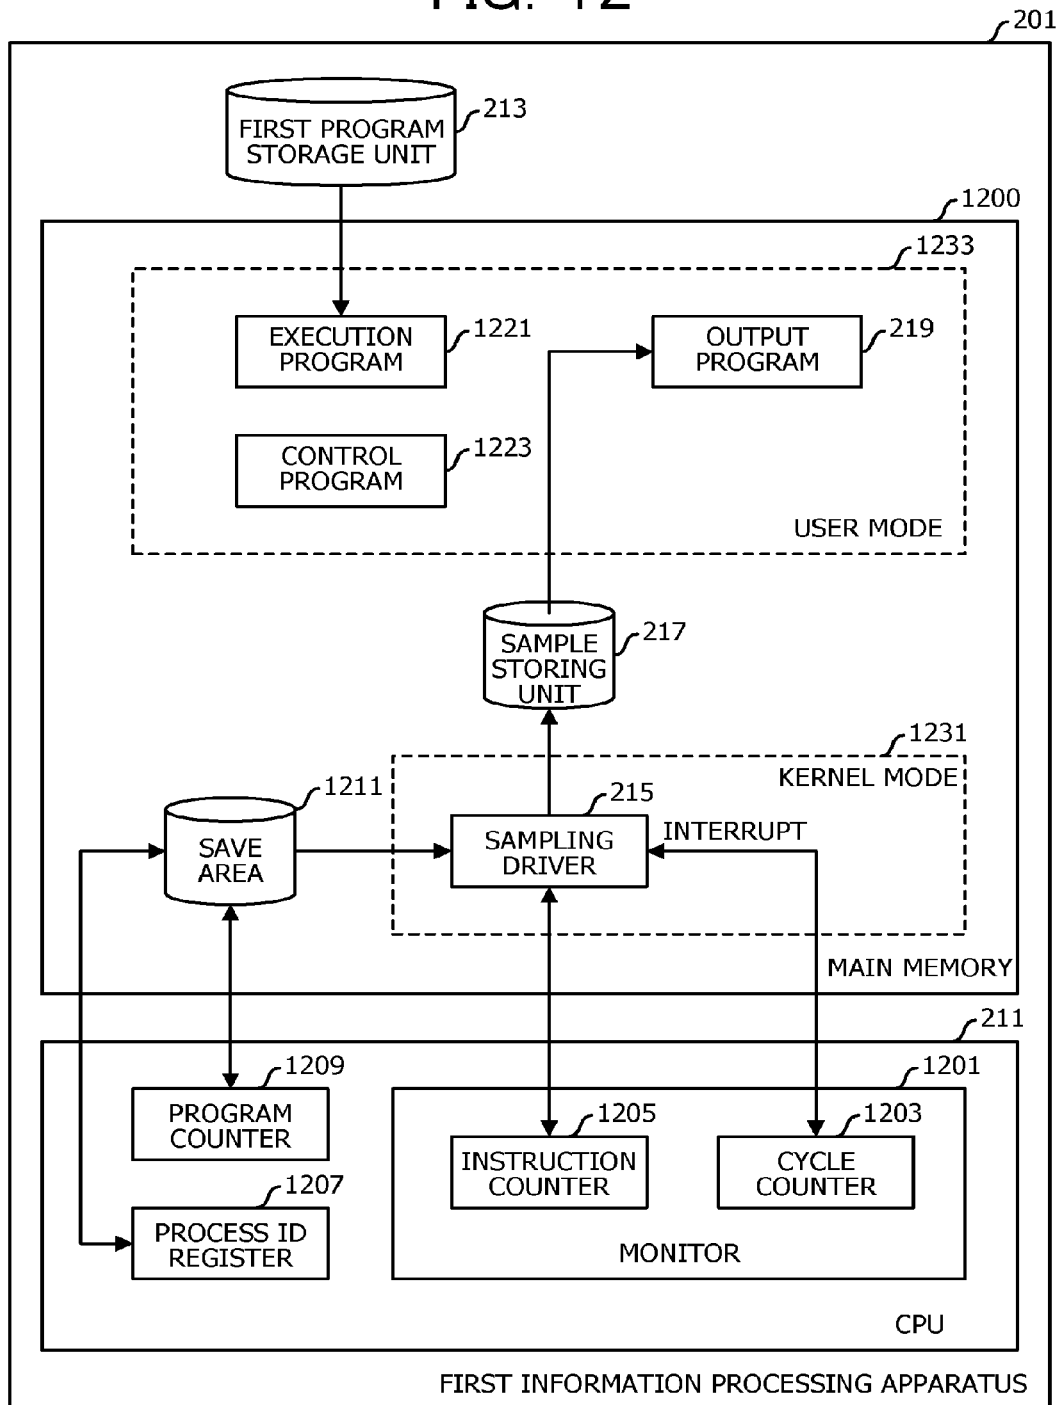 FIG. 12
201
FIRST PROGRAM
STORAGE UNIT
213
1200
1233
EXECUTION
PROGRAM
1221
OUTPUT
PROGRAM
219
CONTROL
PROGRAM
1223
USER MODE
SAMPLE
STORING
UNIT
217
1231
KERNEL MODE
1211
SAVE
AREA
215
SAMPLING
DRIVER
INTERRUPT
MAIN MEMORY
211
1209
PROGRAM
COUNTER
1201
1205
INSTRUCTION
COUNTER
1203
CYCLE
COUNTER
1207
PROCESS ID
REGISTER
MONITOR
CPU
FIRST INFORMATION PROCESSING APPARATUS